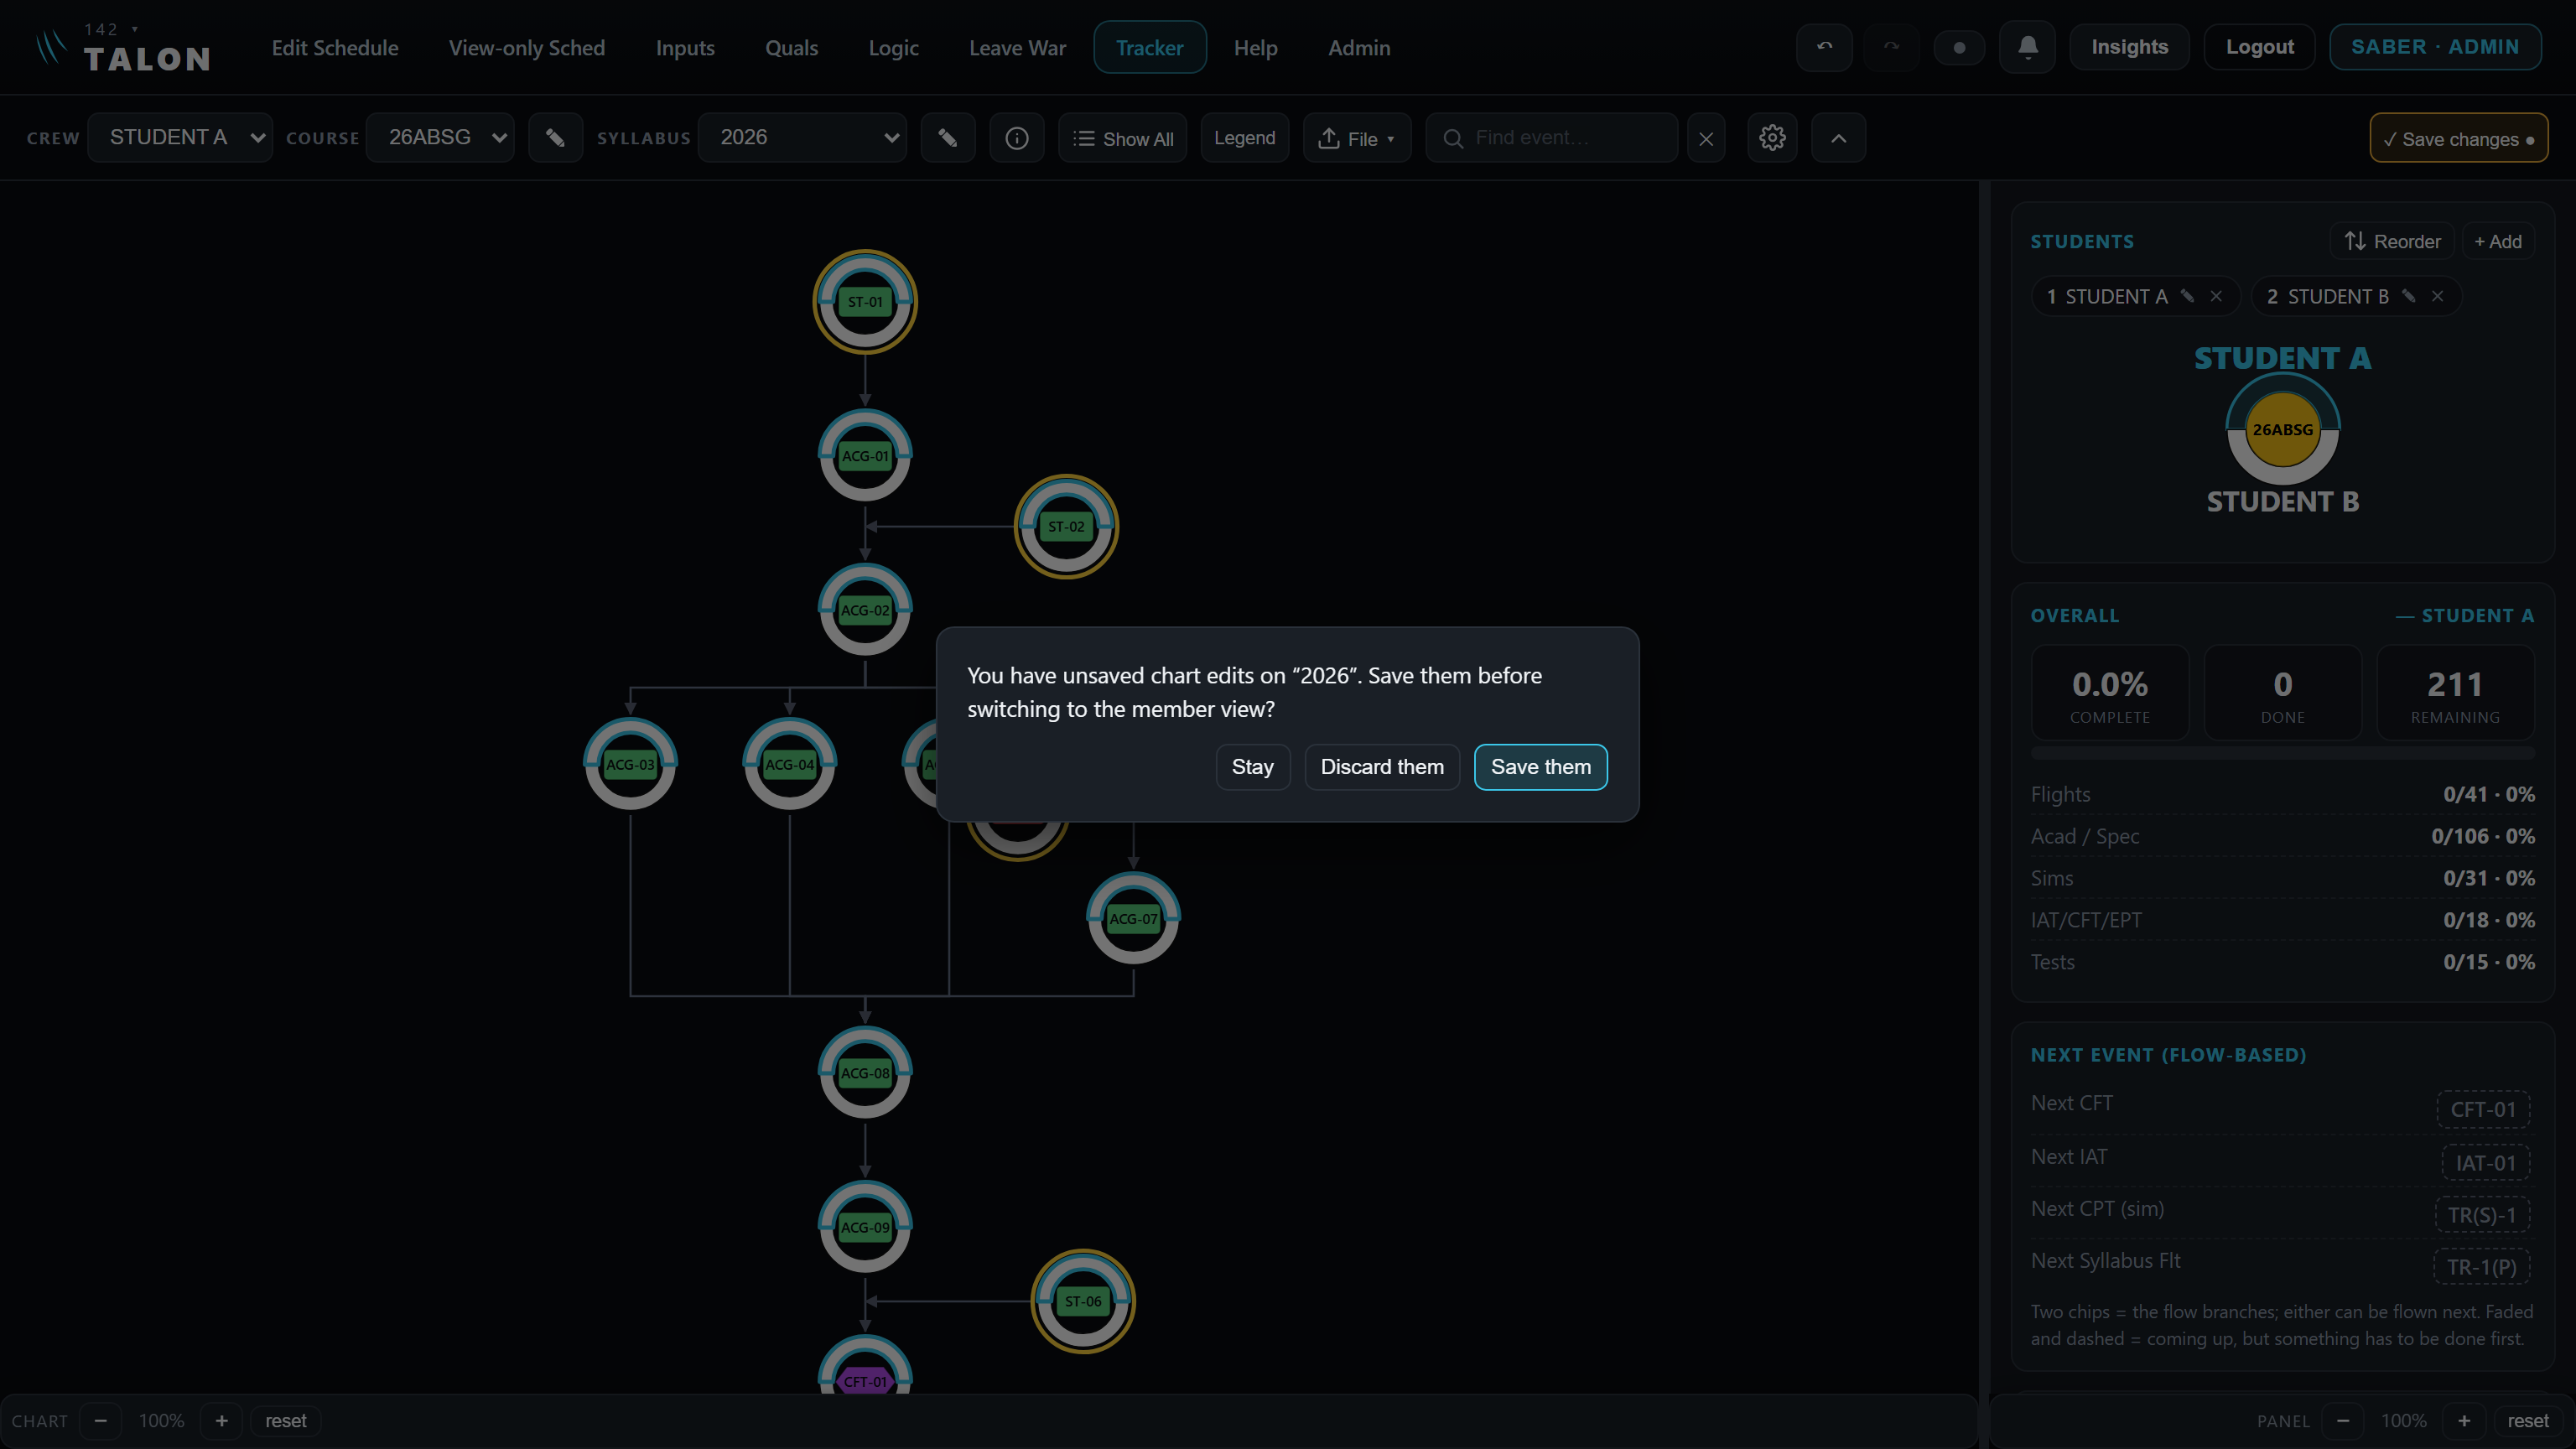 142 ▾
TALON
Edit Schedule
View-only Sched
Inputs
Quals
Logic
Leave War
Tracker
Help
Admin
Insights
Logout
SABER · ADMIN
CREW
STUDENT A
COURSE
26ABSG
SYLLABUS
2026
Show All
Legend
File ▾
Find event…
✓ Save changes ●
STUDENTS
Reorder
+ Add
1 STUDENT A
2 STUDENT B
STUDENT A
26ABSG
STUDENT B
ST-01
ACG-01
ST-02
ACG-02
ACG-03
ACG-04
ACG-07
ACG-08
ACG-09
ST-06
CFT-01
You have unsaved chart edits on “2026”. Save them before
switching to the member view?
Stay
Discard them
Save them
OVERALL
— STUDENT A
0.0%
COMPLETE
0
DONE
211
REMAINING
Flights
0/41 · 0%
Acad / Spec
0/106 · 0%
Sims
0/31 · 0%
IAT/CFT/EPT
0/18 · 0%
Tests
0/15 · 0%
NEXT EVENT (FLOW-BASED)
Next CFT
CFT-01
Next IAT
IAT-01
Next CPT (sim)
TR(S)-1
Next Syllabus Flt
TR-1(P)
Two chips = the flow branches; either can be flown next. Faded
and dashed = coming up, but something has to be done first.
CHART
−
100%
+
reset
PANEL
−
100%
+
reset